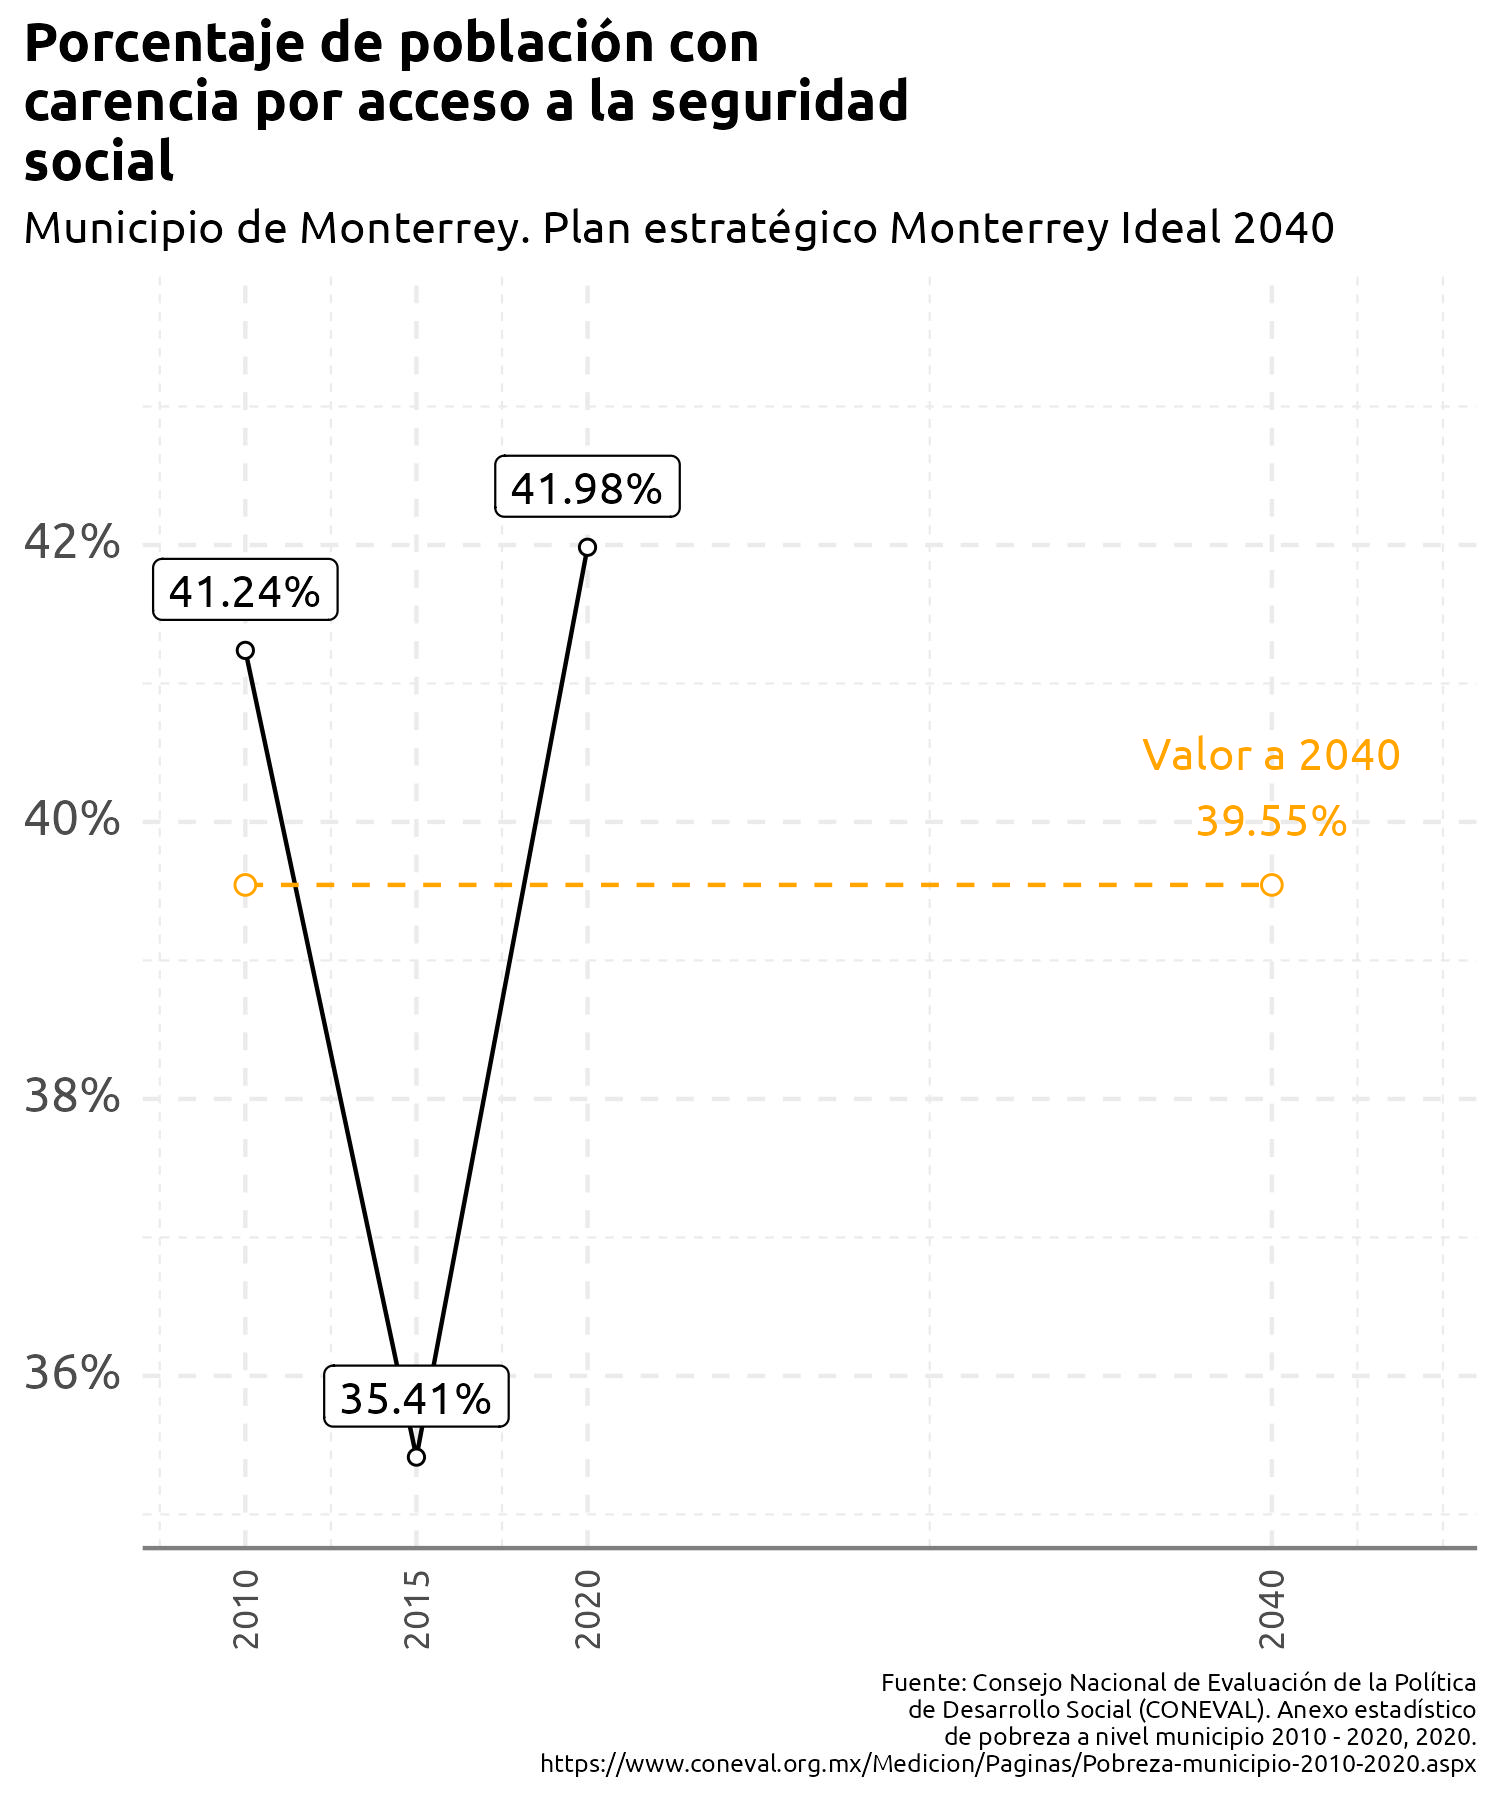 Porcentaje de población con
carencia por acceso a la seguridad
social
Municipio de Monterrey. Plan estratégico Monterrey Ideal 2040
41.98%
42%
41.24%
Valor a 2040
40%
39.55%
38%
36%
35.41%
2010
2015
2020
2040
Fuente: Consejo Nacional de Evaluación de la Política
de Desarrollo Social (CONEVAL). Anexo estadístico
de pobreza a nivel municipio 2010 - 2020, 2020.
https://www.coneval.org.mx/Medicion/Paginas/Pobreza-municipio-2010-2020.aspx